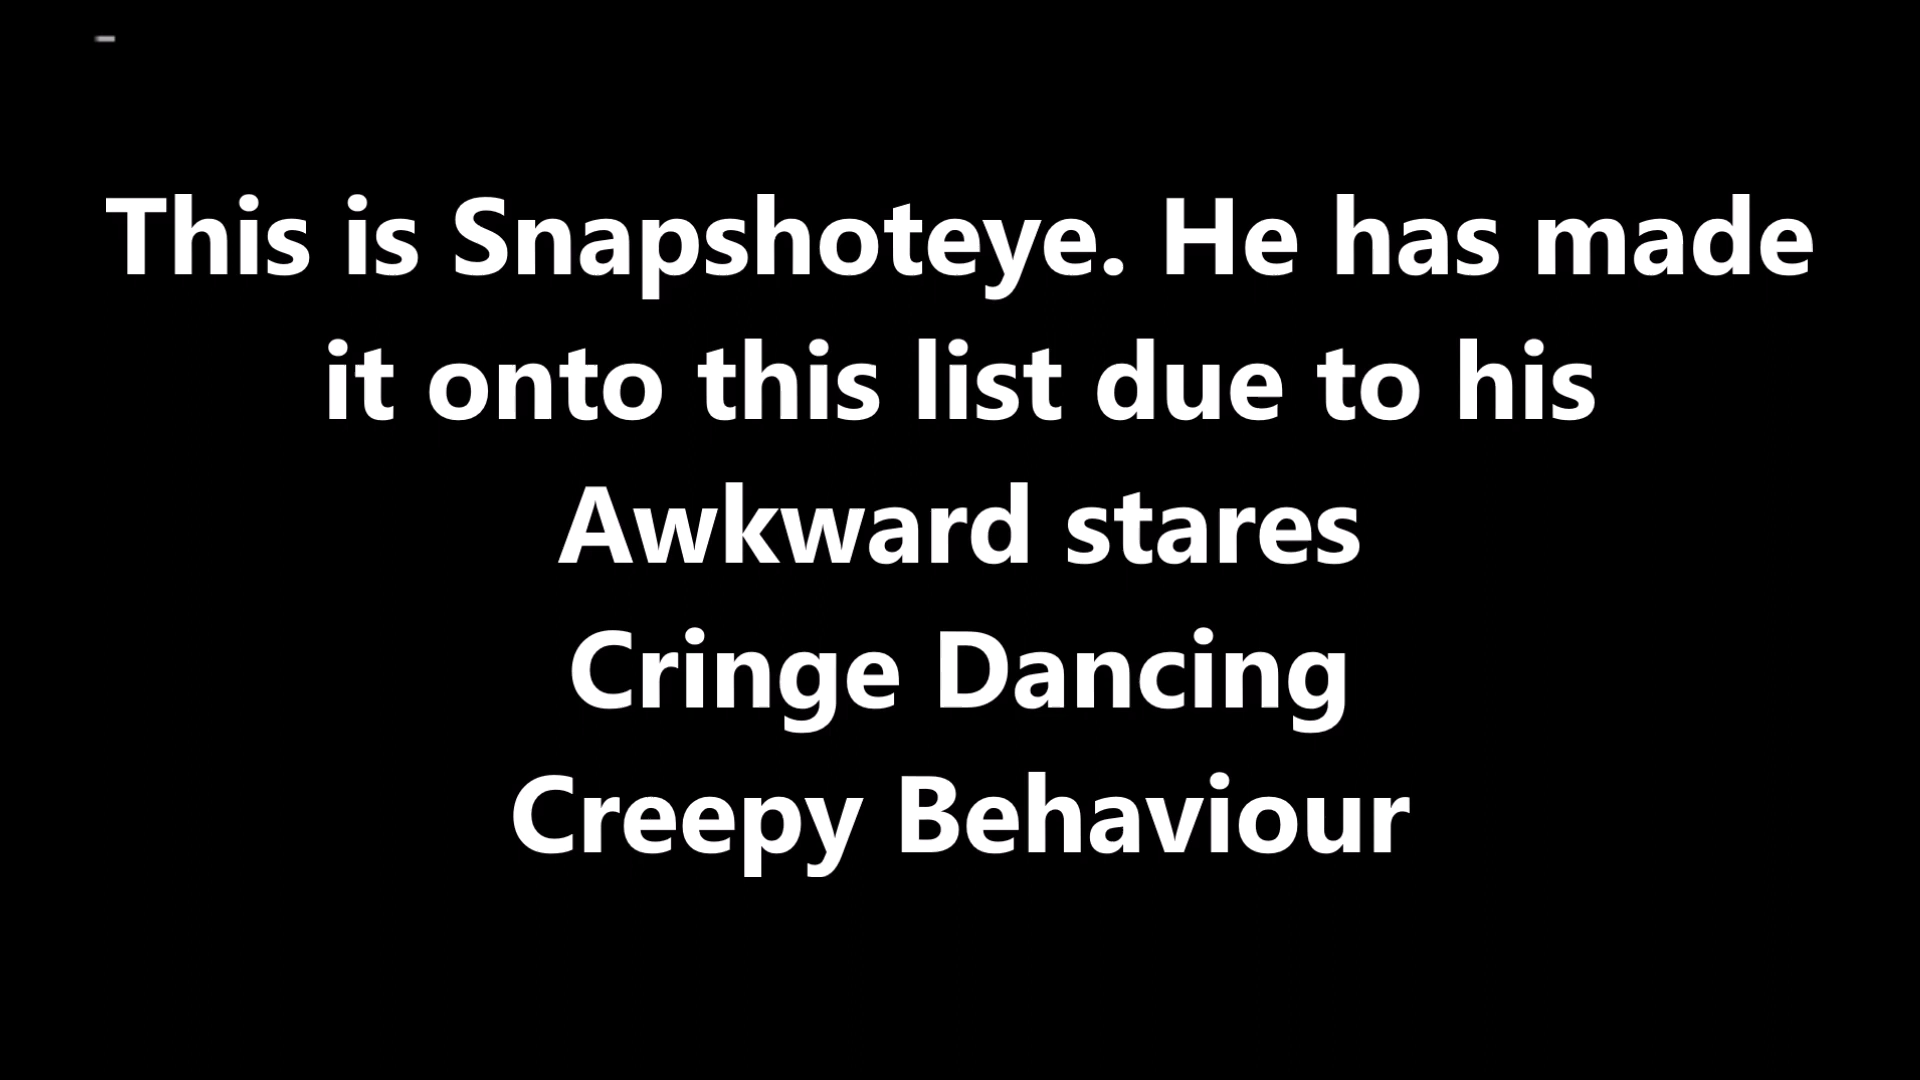 This is Snapshoteye. He has made
it onto this list due to his
Awkward stares
Cringe Dancing
Creepy Behaviour